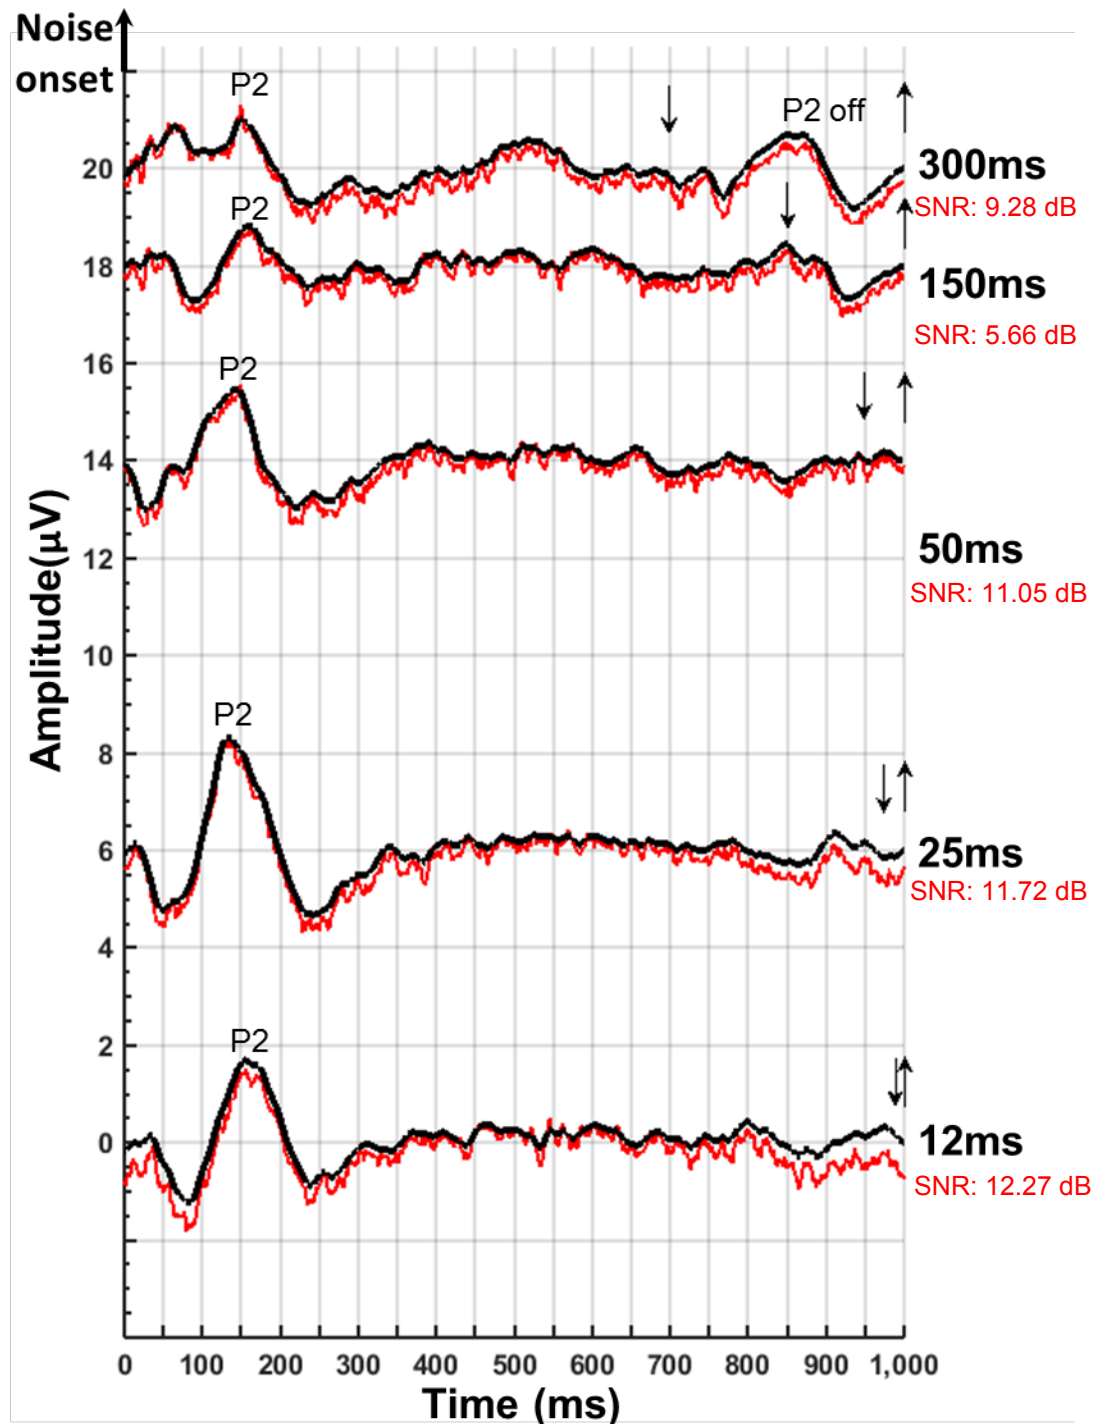 Noise
onset
P2
P2 off
20
300ms
SNR: 9.28 dB
P2
18
150ms
SNR: 5.66 dB
16
P2
14
12
50ms
SNR: 11.05 dB
10
Amplitude(μV)
P2
8
6
25ms
SNR: 11.72 dB
4
2
P2
0
12ms
SNR: 12.27 dB
0 100 200 300 400 500 600 700 800 900 1,000
Time (ms)